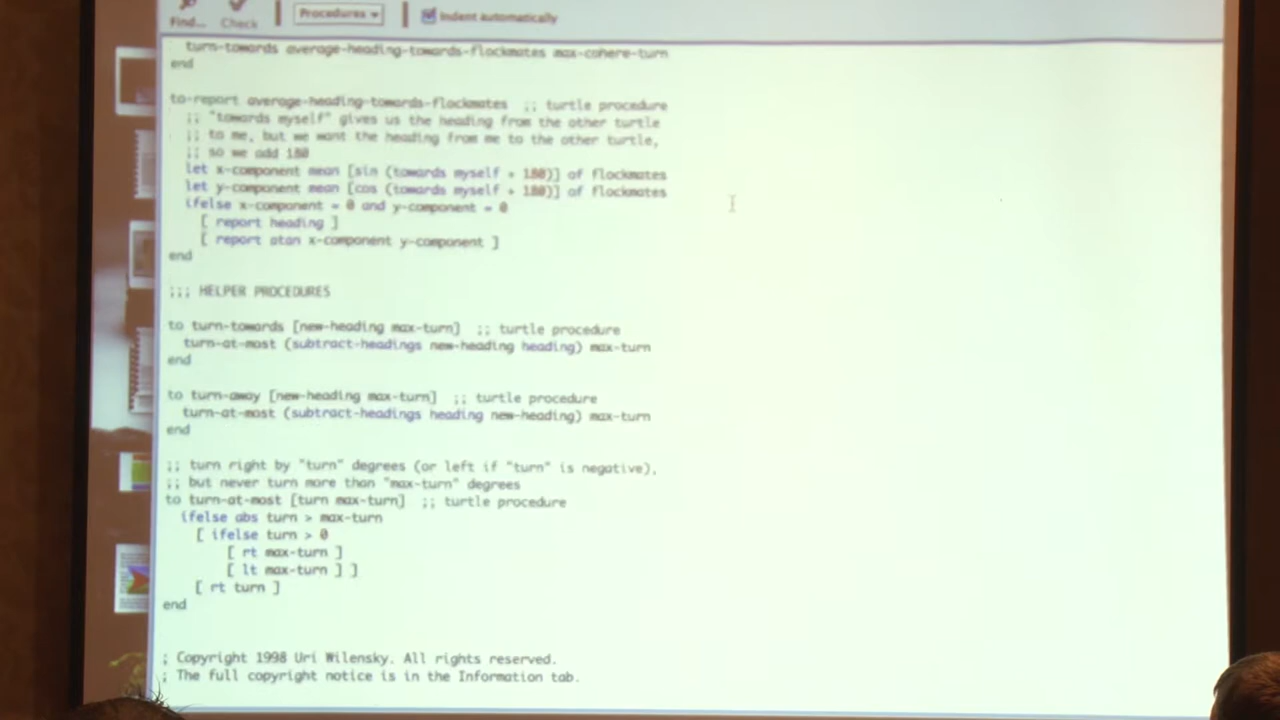 Find... Check Procedures Indent automatically
turn-towards average-heading-towards-flockmates max-cohere-turn
end
to-report average-heading-towards-flockmates ;; turtle procedure
;; "towards myself" gives us the heading from the other turtle
;; to me, but we want the heading from me to the other turtle,
;; so we add 180
let x-component mean [sin (towards myself + 180)] of flockmates
let y-component mean [cos (towards myself + 180)] of flockmates
ifelse x-component = 0 and y-component = 0
[ report heading ]
[ report atan x-component y-component ]
end
;;; HELPER PROCEDURES
to turn-towards [new-heading max-turn] ;; turtle procedure
turn-at-most (subtract-headings new-heading heading) max-turn
end
to turn-away [new-heading max-turn] ;; turtle procedure
turn-at-most (subtract-headings heading new-heading) max-turn
end
;; turn right by "turn" degrees (or left if "turn" is negative),
;; but never turn more than "max-turn" degrees
to turn-at-most [turn max-turn] ;; turtle procedure
ifelse abs turn > max-turn
[ ifelse turn > 0
[ rt max-turn ]
[ lt max-turn ] ]
[ rt turn ]
end
; Copyright 1998 Uri Wilensky. All rights reserved.
; The full copyright notice is in the Information tab.